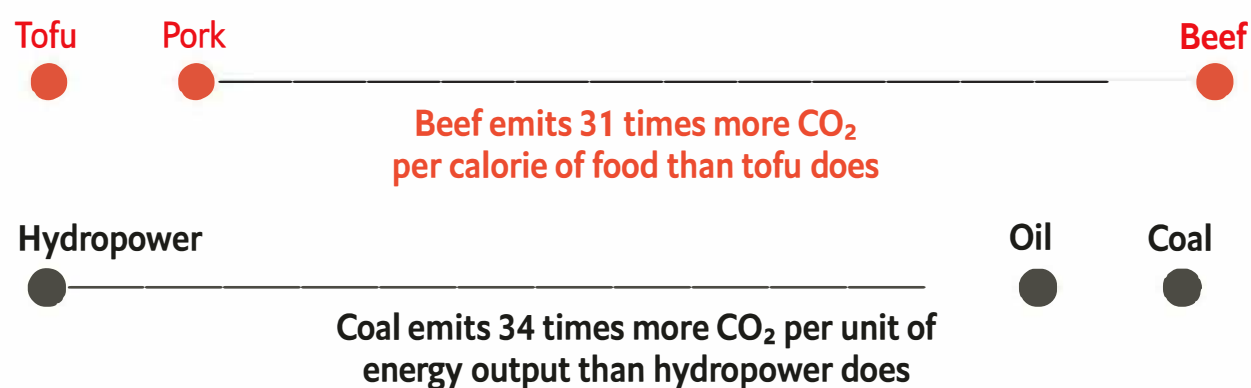 Tofu Pork Beef
Beef emits 31 times more CO₂
per calorie of food than tofu does
Hydropower Oil Coal
Coal emits 34 times more CO₂ per unit of
energy output than hydropower does